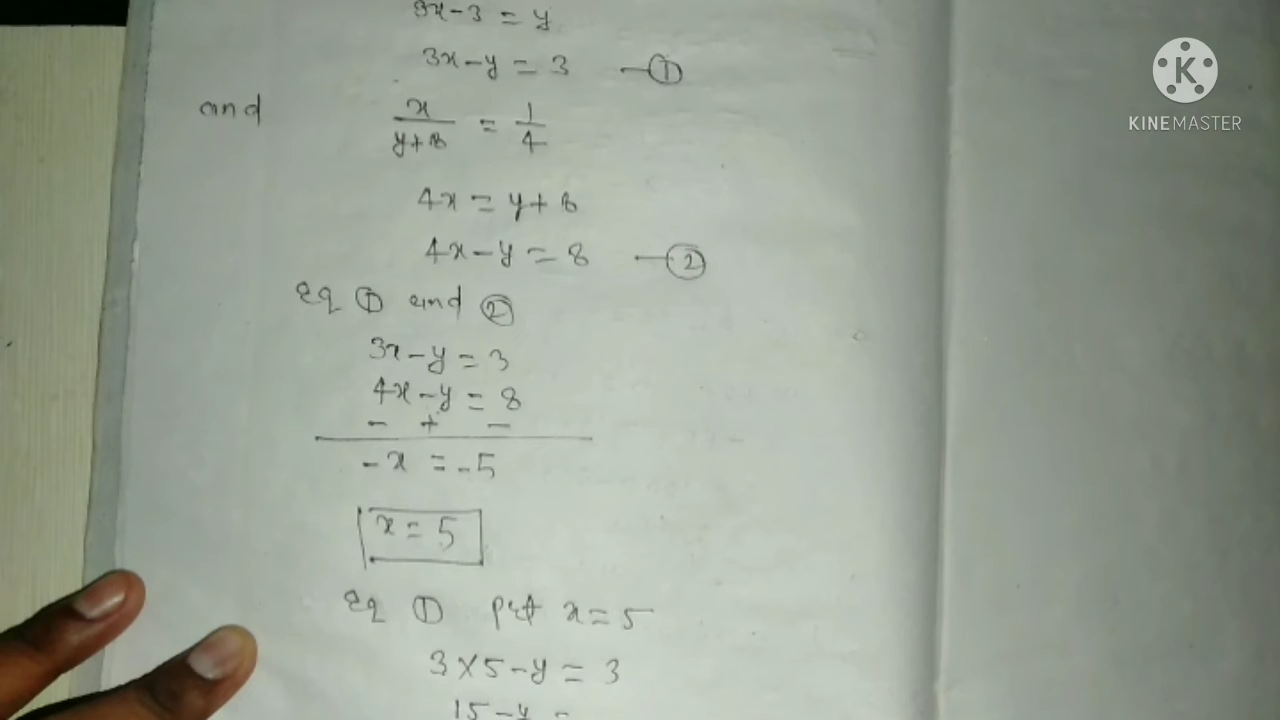 3x - 3 = y
3x - y = 3 —①
and x/y+8 = 1/4
4x = y + 8
4x - y = 8 —②
eq ① and ②
3x - y = 3
4x - y = 8
- + -
-x = -5
x = 5
eq ① put x = 5
3 × 5 - y = 3
15 - y =
K
KINEMASTER